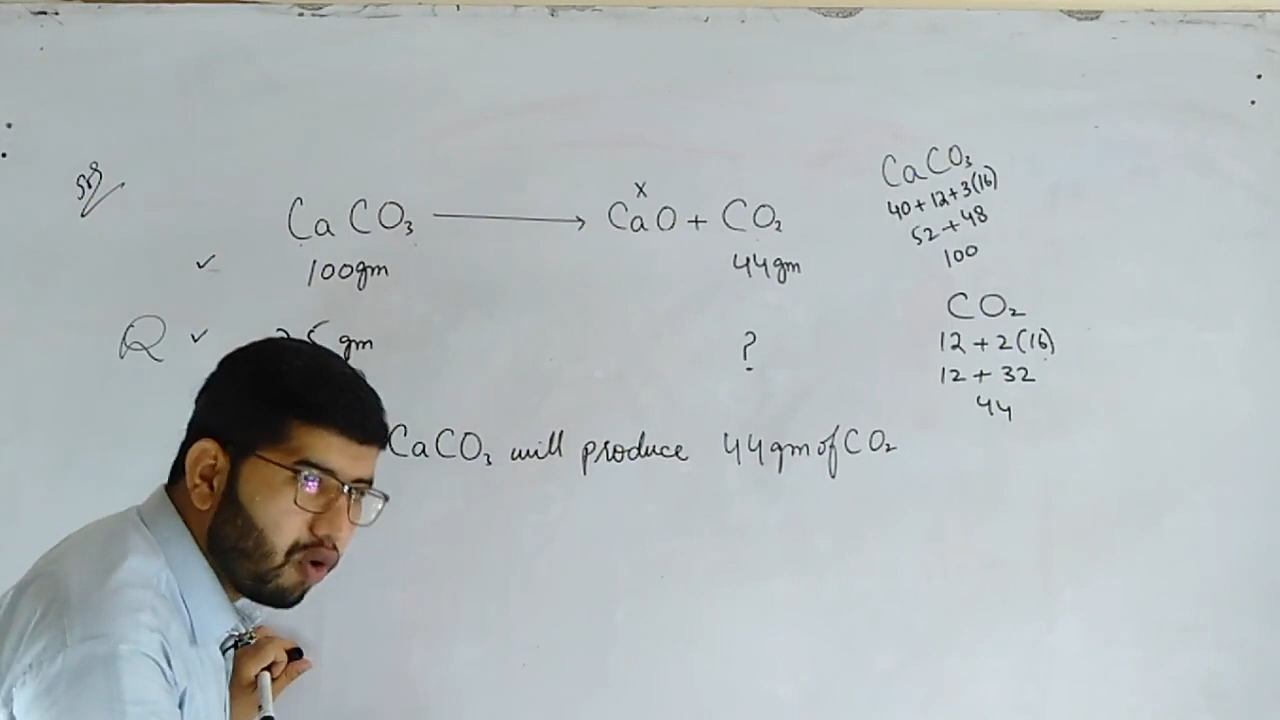 Sol
CaCO₃ ⟶ CaO + CO₂
x
✓ 100gm 44gm
Q ✓ gm ?
CaCO₃ will produce 44gm of CO₂
CaCO₃
40+12+3(16)
52+48
100
CO₂
12 + 2(16)
12 + 32
44